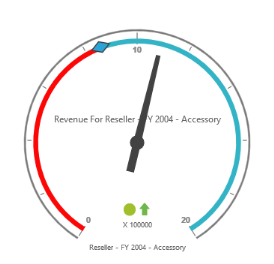 10
Revenue For Reseller - FY 2004 - Accessory
0
20
X 100000
Reseller - FY 2004 - Accessory